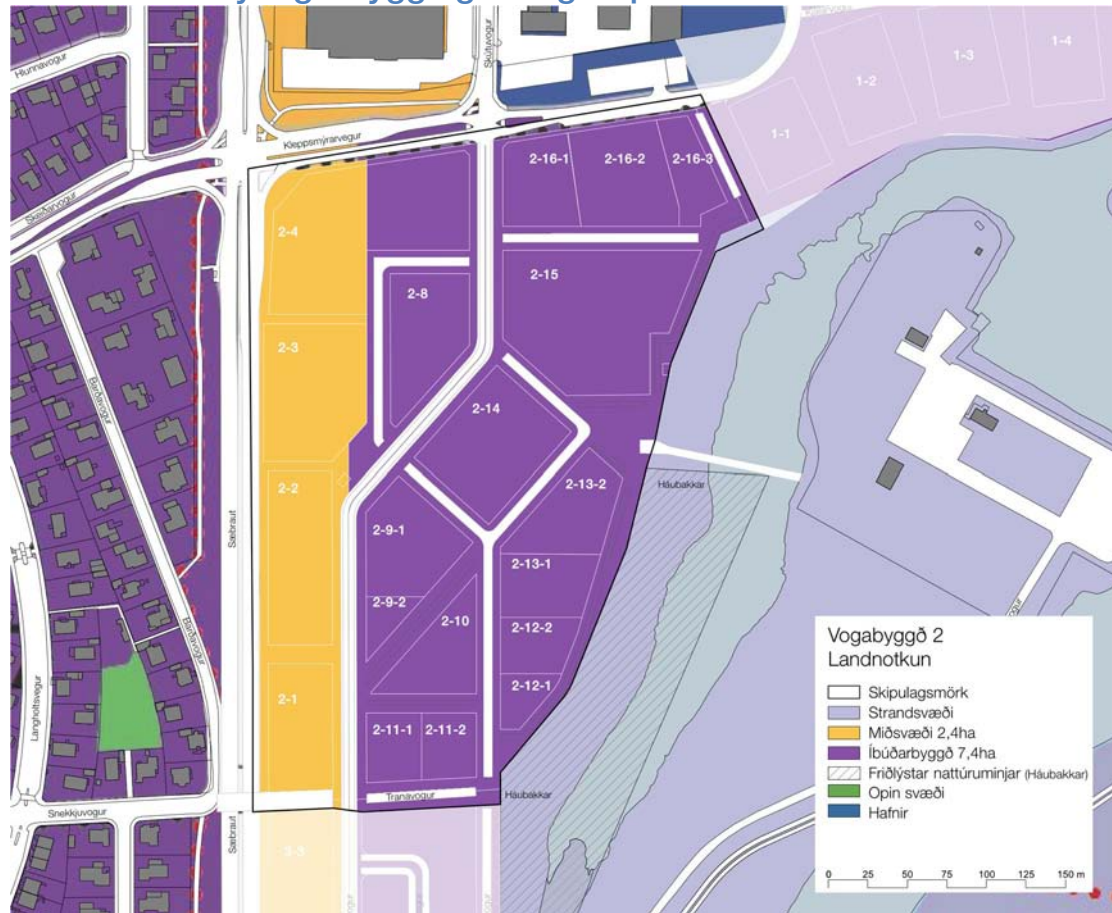 Hlunnavogur
Skútuvogur
Kleppsmýrarvegur
Skeiðarvogur
1-4
1-3
1-2
1-1
2-16-1
2-16-2
2-16-3
2-4
2-15
2-8
2-3
2-14
Barðavogur
2-13-2
Háubakkar
2-2
Sæbraut
2-9-1
2-13-1
2-9-2
2-10
2-12-2
Barðavogur
2-12-1
Langholtsvegur
2-1
2-11-1
2-11-2
Tranavogur
Háubakkar
Snekkjuvogur
Sæbraut
3-3
Vogabyggð 2
Landnotkun
Skipulagsmörk
Strandsvæði
Miðsvæði 2,4ha
Íbúðarbyggð 7,4ha
Friðlýstar nattúruminjar (Háubakkar)
Opin svæði
Hafnir
0 25 50 75 100 125 150 m